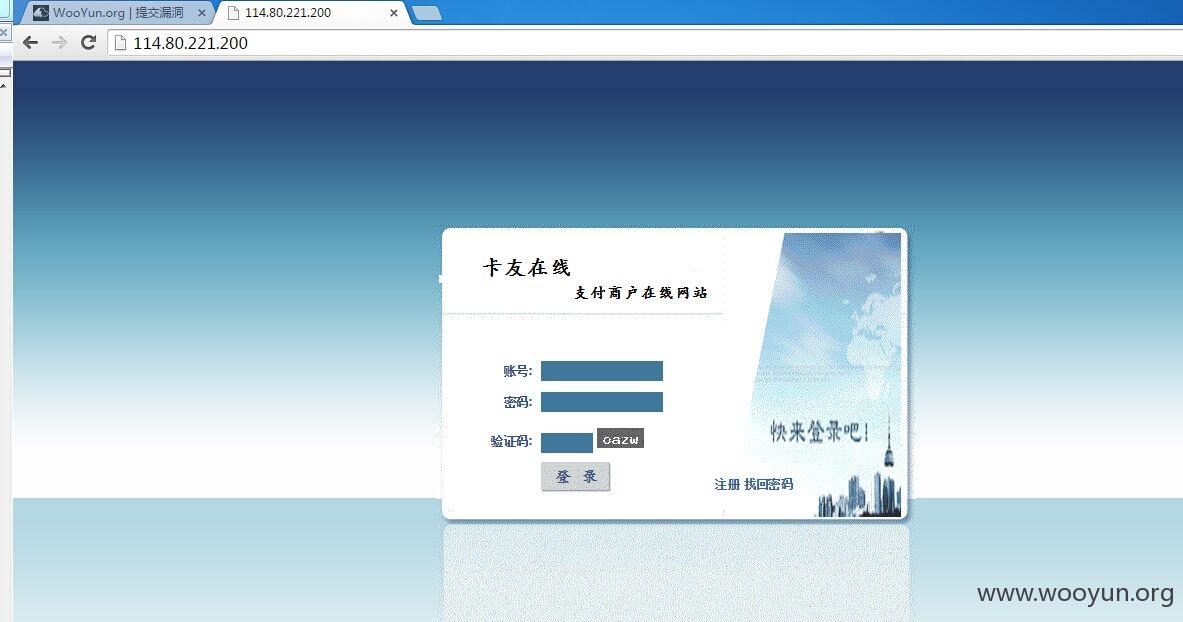 WooYun.org | 提交漏洞
114.80.221.200
114.80.221.200
卡友在线
支付商户在线网站
账号:
密码:
验证码:
oazw
登 录
快来登录吧!
注册 找回密码
www.wooyun.org